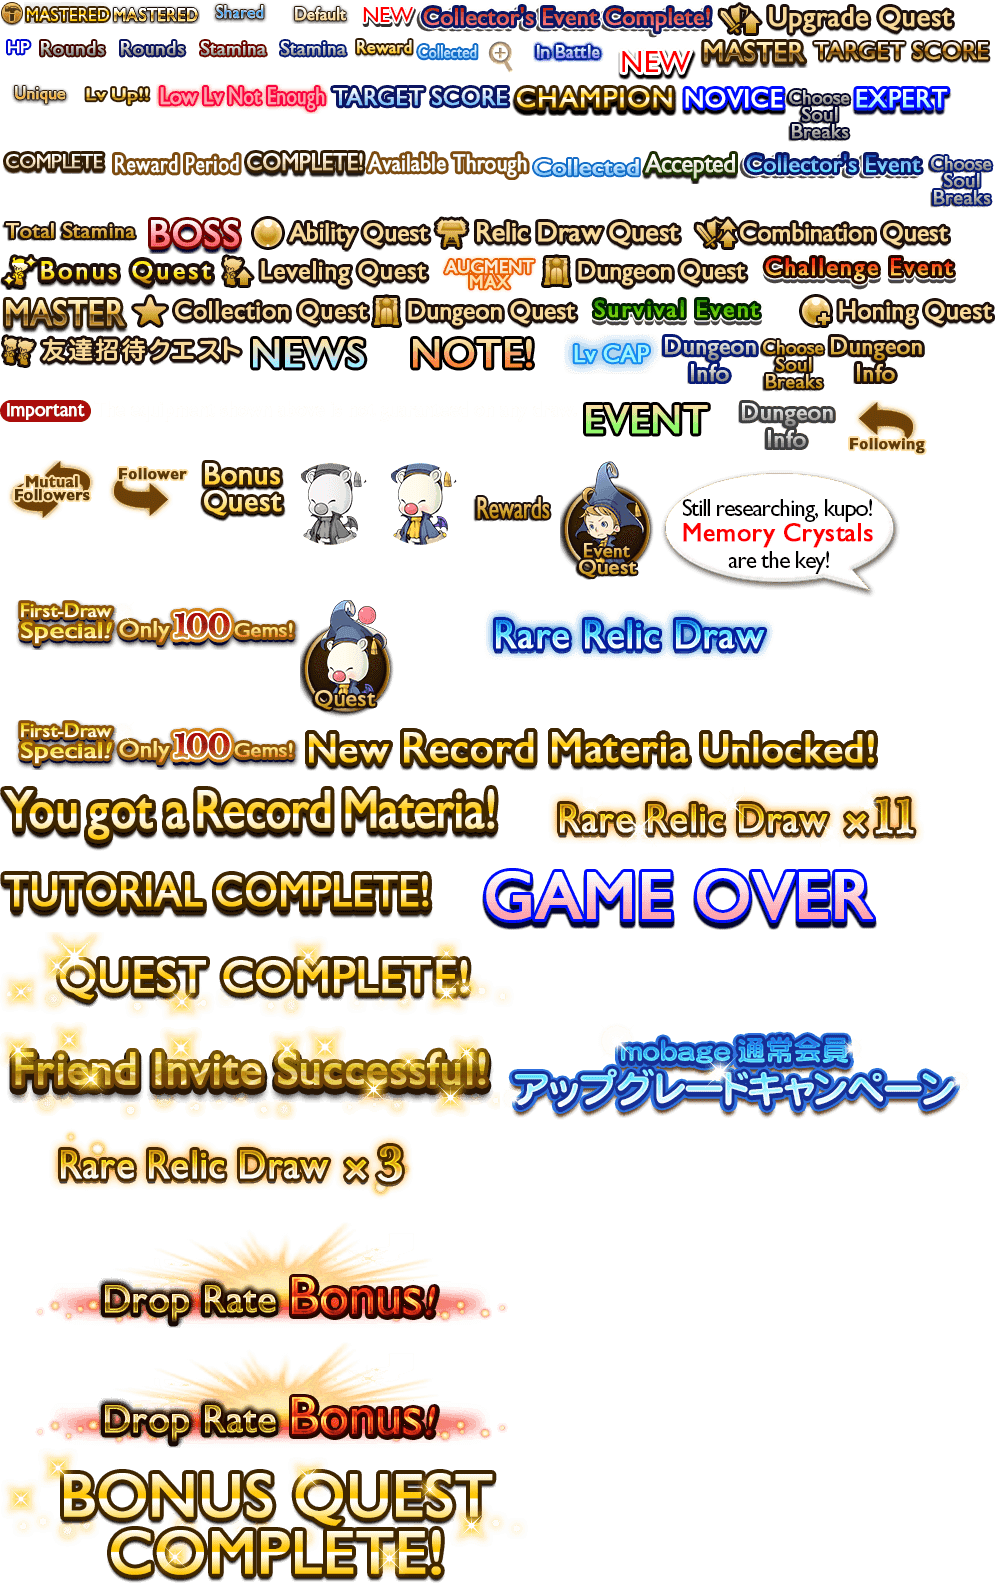 MASTERED MASTERED Shared Default NEW Collector's Event Complete! Upgrade Quest
HP Rounds Rounds Stamina Stamina Reward Collected In Battle NEW MASTER TARGET SCORE
Unique Lv Up!! Low Lv Not Enough TARGET SCORE CHAMPION NOVICE Choose
Soul
Breaks EXPERT
COMPLETE Reward Period COMPLETE! Available Through Collected Accepted Collector's Event Choose
Soul
Breaks
Total Stamina BOSS Ability Quest Relic Draw Quest Combination Quest
Bonus Quest Leveling Quest AUGMENT
MAX Dungeon Quest Challenge Event
MASTER Collection Quest Dungeon Quest Survival Event Honing Quest
友達招待クエスト NEWS NOTE! Lv CAP Dungeon
Info Choose
Soul
Breaks Dungeon
Info
Important EVENT Dungeon
Info Following
Mutual
Followers Follower Bonus
Quest Rewards Event
Quest
Still researching, kupo!
Memory Crystals
are the key!
First-Draw
Special! Only 100 Gems! Quest Rare Relic Draw
First-Draw
Special! Only 100 Gems! New Record Materia Unlocked!
You got a Record Materia! Rare Relic Draw ×11
TUTORIAL COMPLETE! GAME OVER
QUEST COMPLETE!
Friend Invite Successful! mobage 通常会員
アップグレードキャンペーン
Rare Relic Draw ×3
Drop Rate Bonus!
Drop Rate Bonus!
BONUS QUEST
COMPLETE!